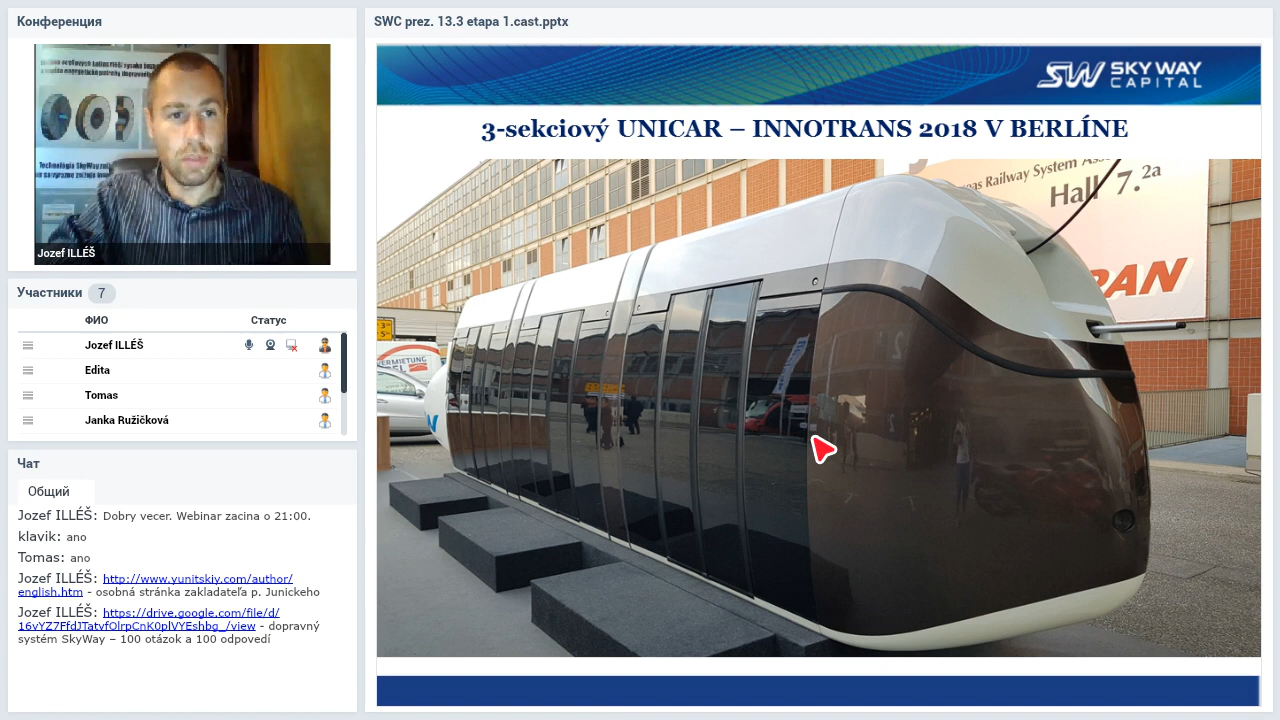 Конференция
Technológia SkyWay
Jozef ILLÉŠ
Участники 7
ФИО Статус
Jozef ILLÉŠ
Edita
Tomas
Janka Ružičková
Чат
Общий
Jozef ILLÉŠ: Dobry vecer. Webinar zacina o 21:00.
klavik: ano
Tomas: ano
Jozef ILLÉŠ: http://www.yunitskiy.com/author/
english.htm - osobná stránka zakladateľa p. Junického
Jozef ILLÉŠ: https://drive.google.com/file/d/
16vYZ7FfdJTatvfOlrpCnK0plVYEshbg_/view - dopravný
systém SkyWay – 100 otázok a 100 odpovedí
SWC prez. 13.3 etapa 1.cast.pptx
SW SKY WAY
CAPITAL
3-sekciový UNICAR – INNOTRANS 2018 V BERLÍNE
Railway System
Hall 7.2a
PAN